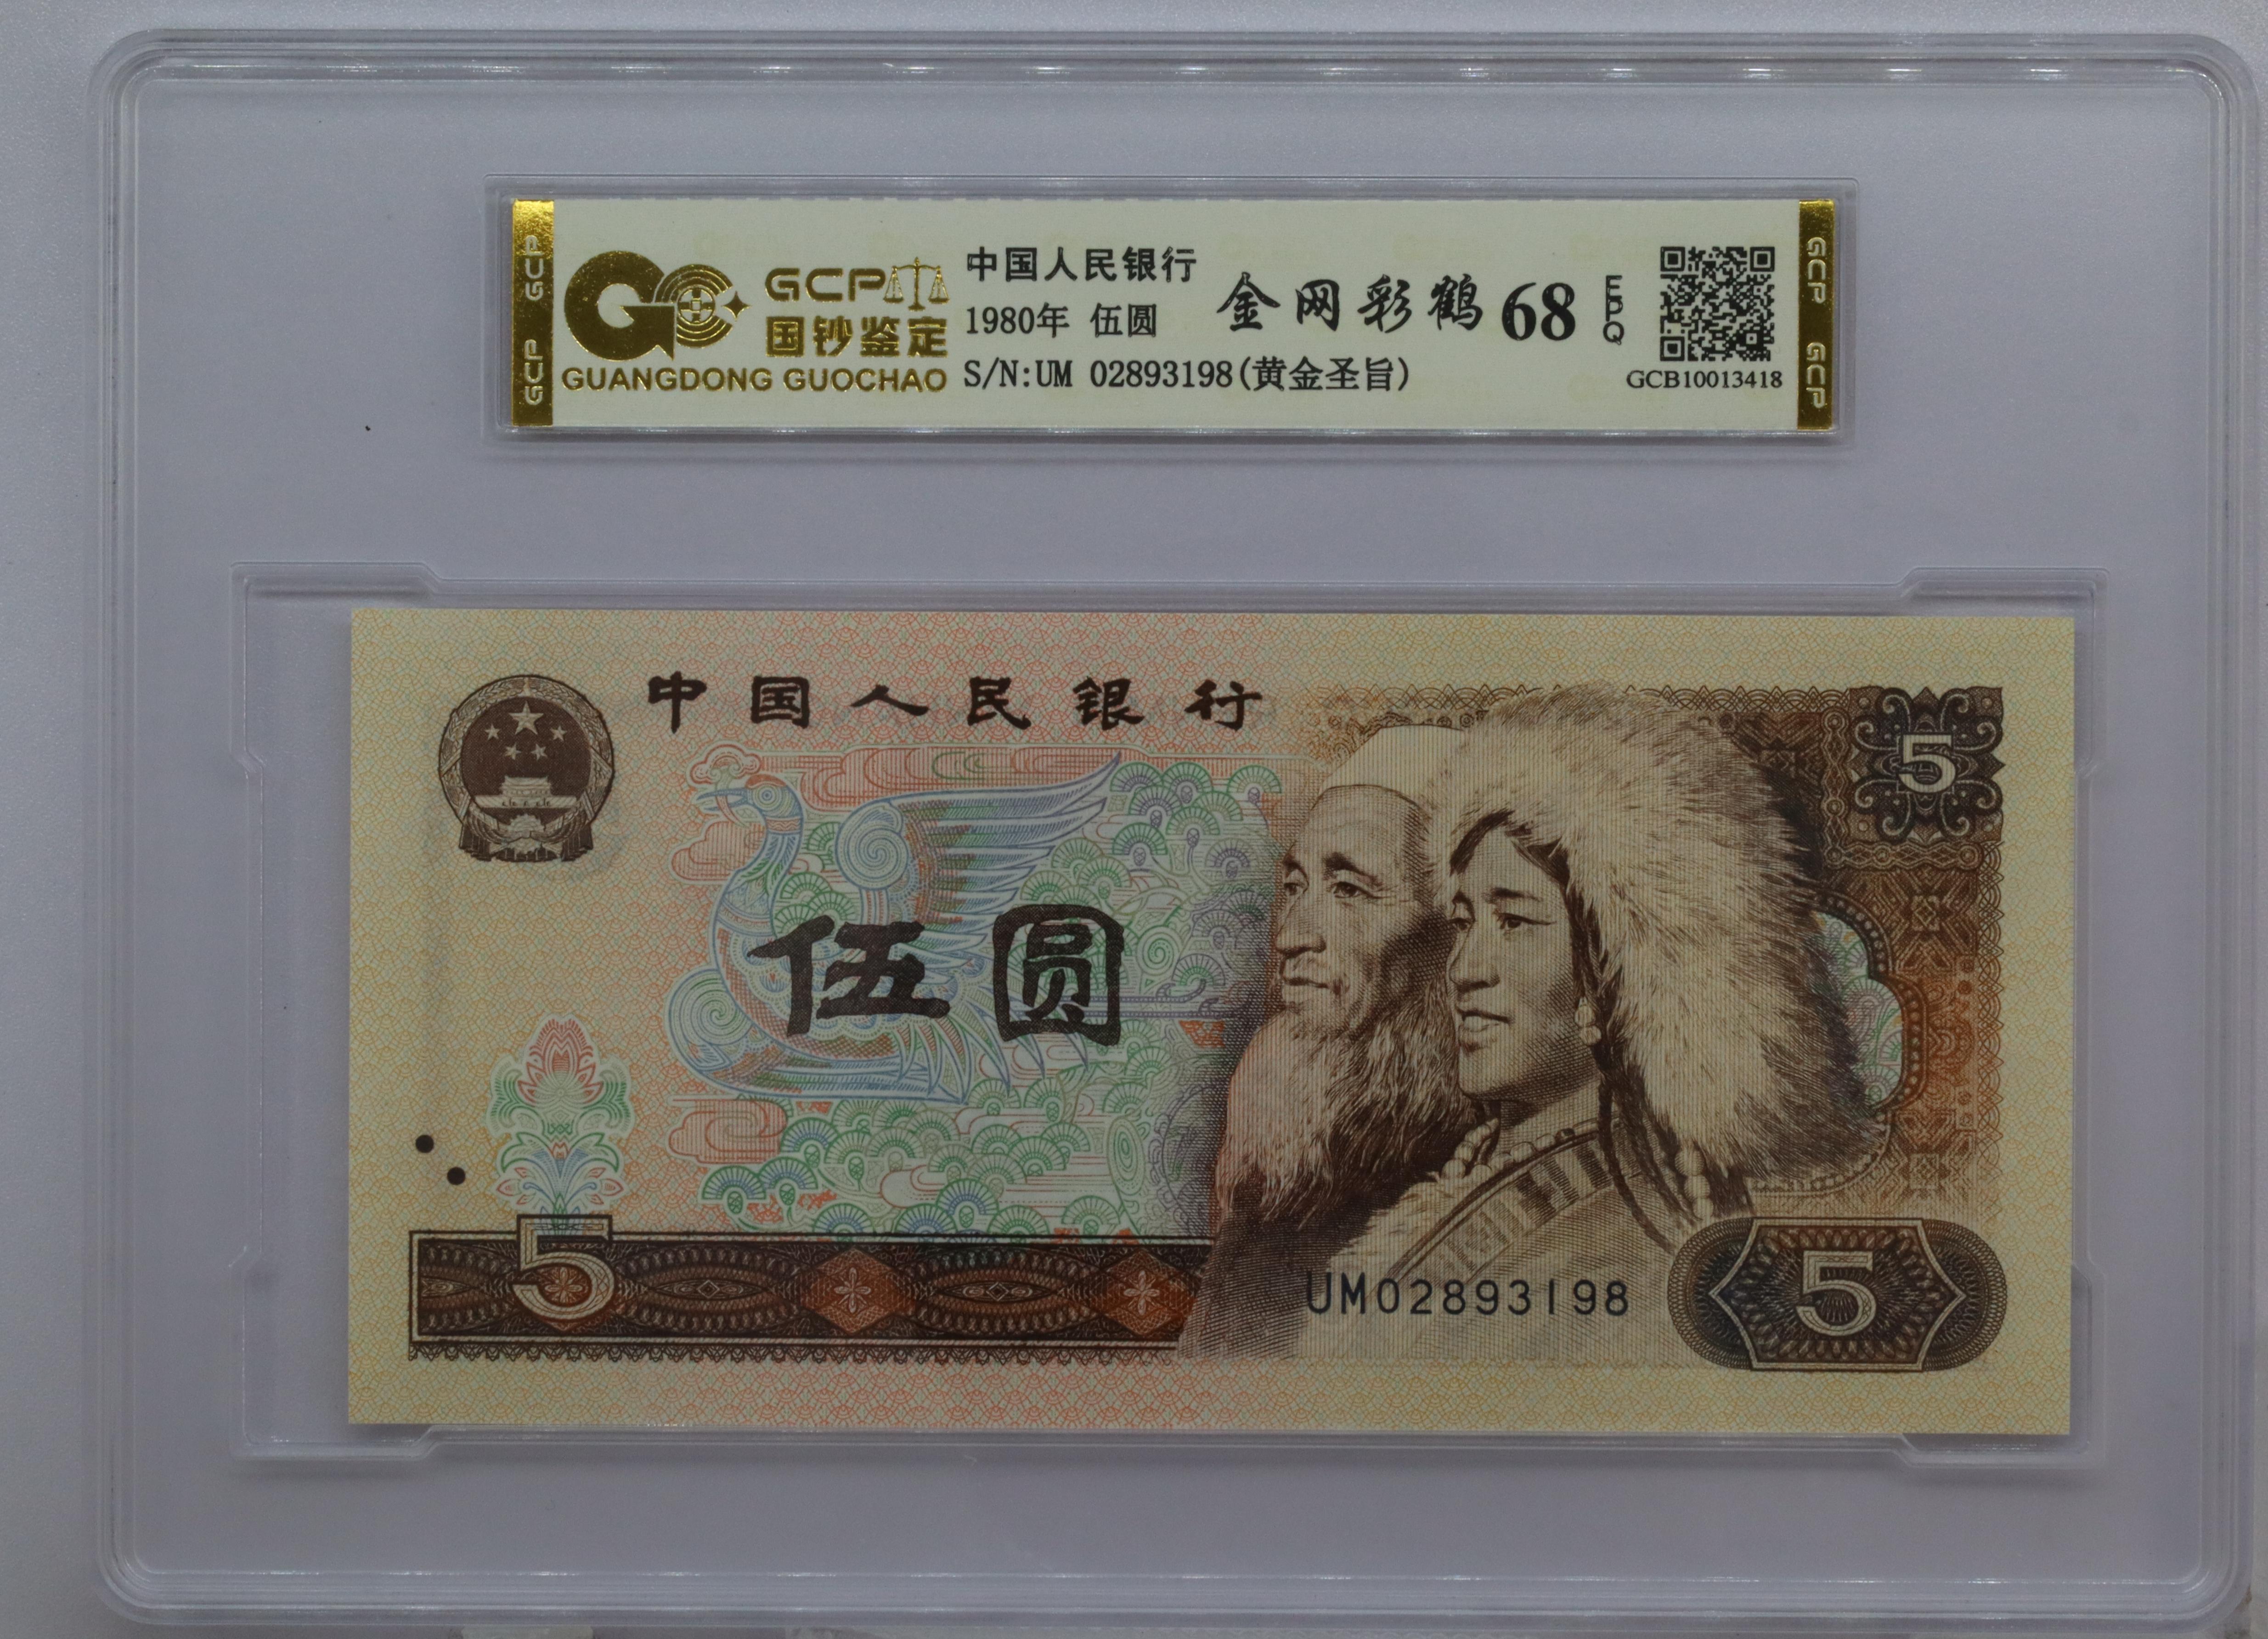 GCP GCP
GCP
国钞鉴定
GUANGDONG GUOCHAO
中国人民银行
1980年 伍圆
S/N:UM 02893198(黄金圣旨)
金网彩鹤 68
EPQ
GCB10013418
GCP GCP
中国人民银行
5
伍圆
5
UM02893198
5